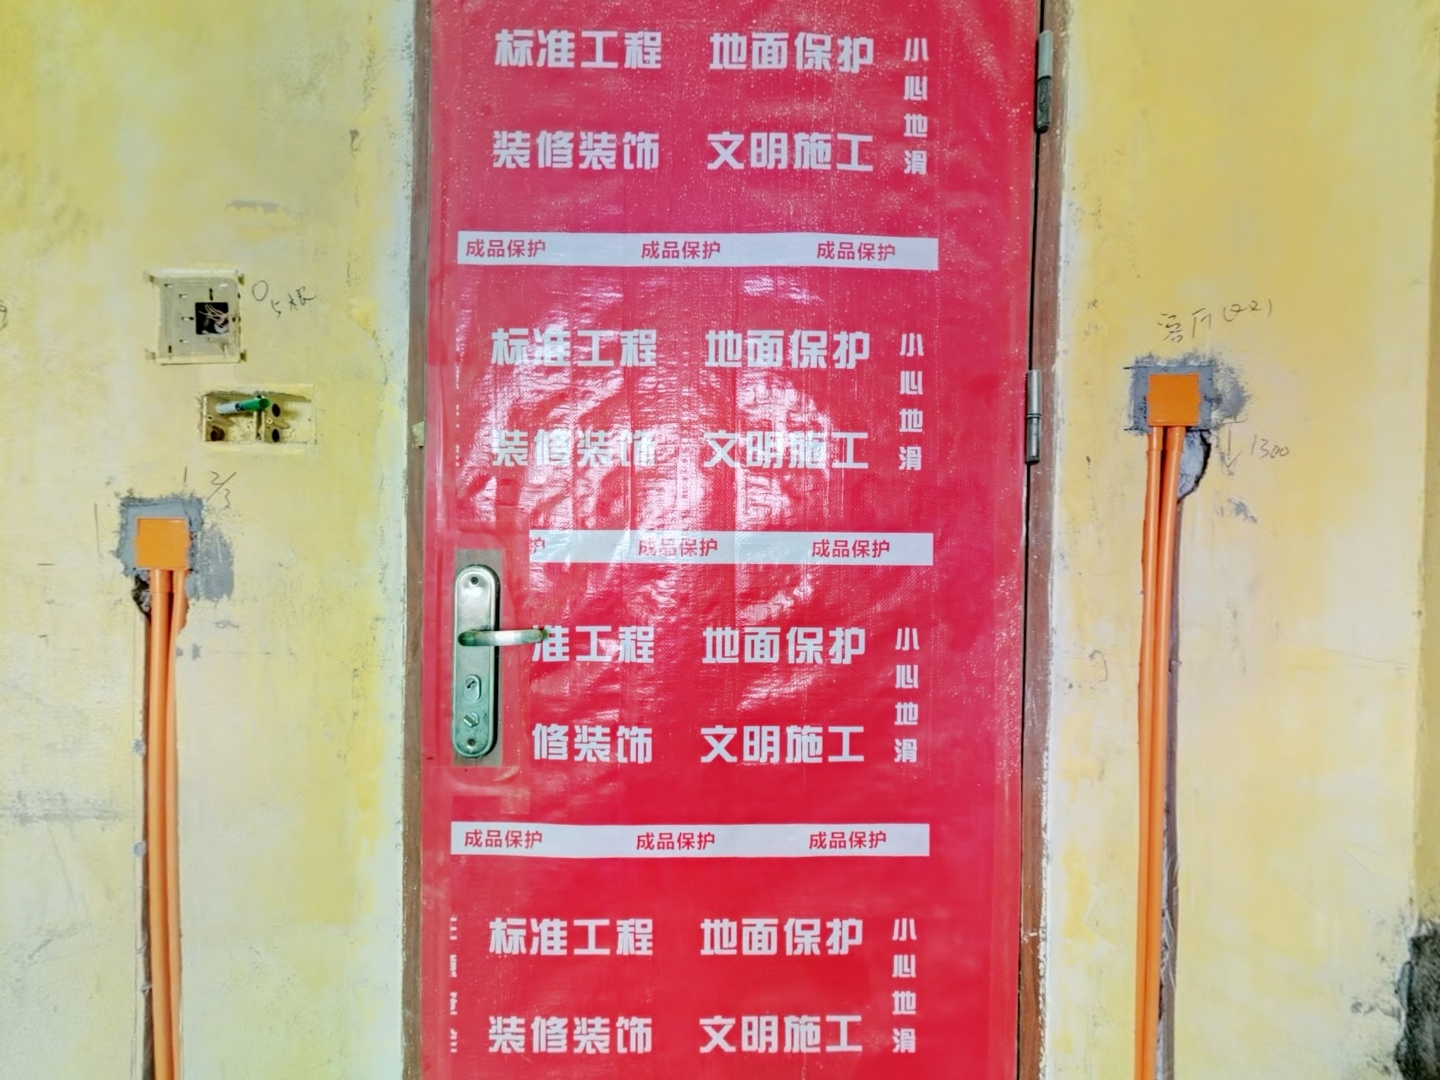 标准工程 地面保护
装修装饰 文明施工
小心地滑
成品保护 成品保护 成品保护
标准工程 地面保护
装修装饰 文明施工
小心地滑
护 成品保护 成品保护
准工程 地面保护
修装饰 文明施工
小心地滑
成品保护 成品保护 成品保护
标准工程 地面保护
装修装饰 文明施工
小心地滑
1300